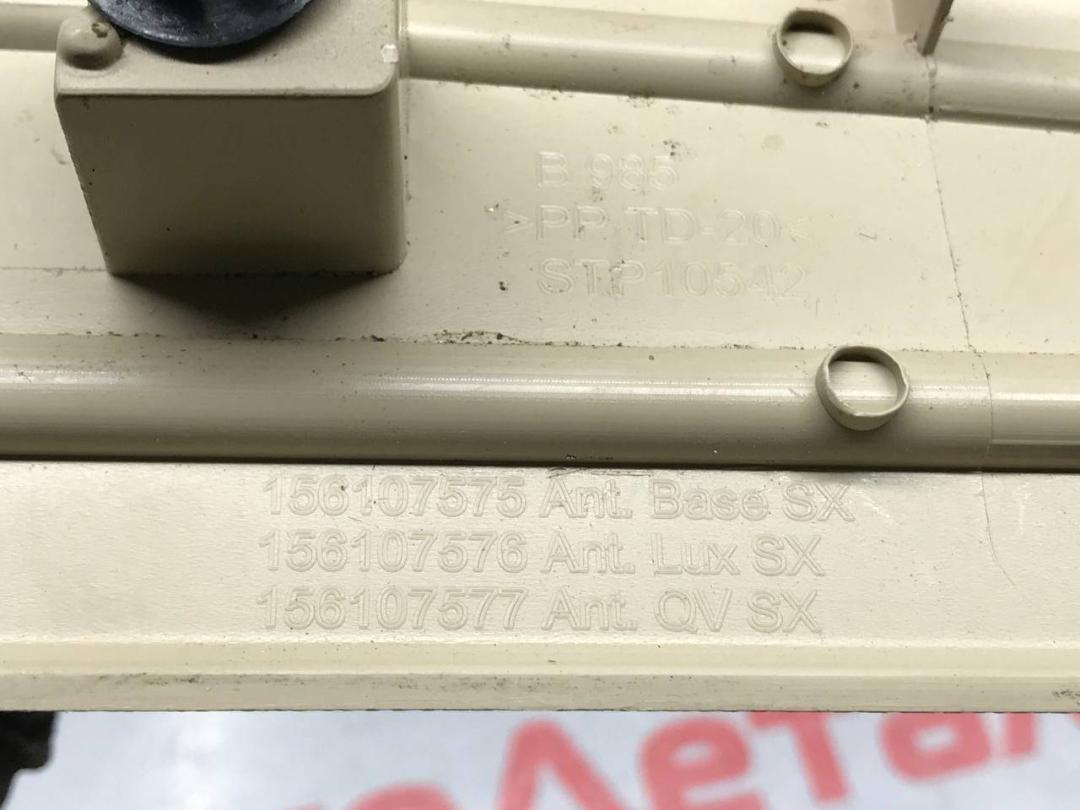 B 985
>PP TD-20<
STP10542
156107575 Ant. Base SX
156107576 Ant. Lux SX
156107577 Ant. QV SX